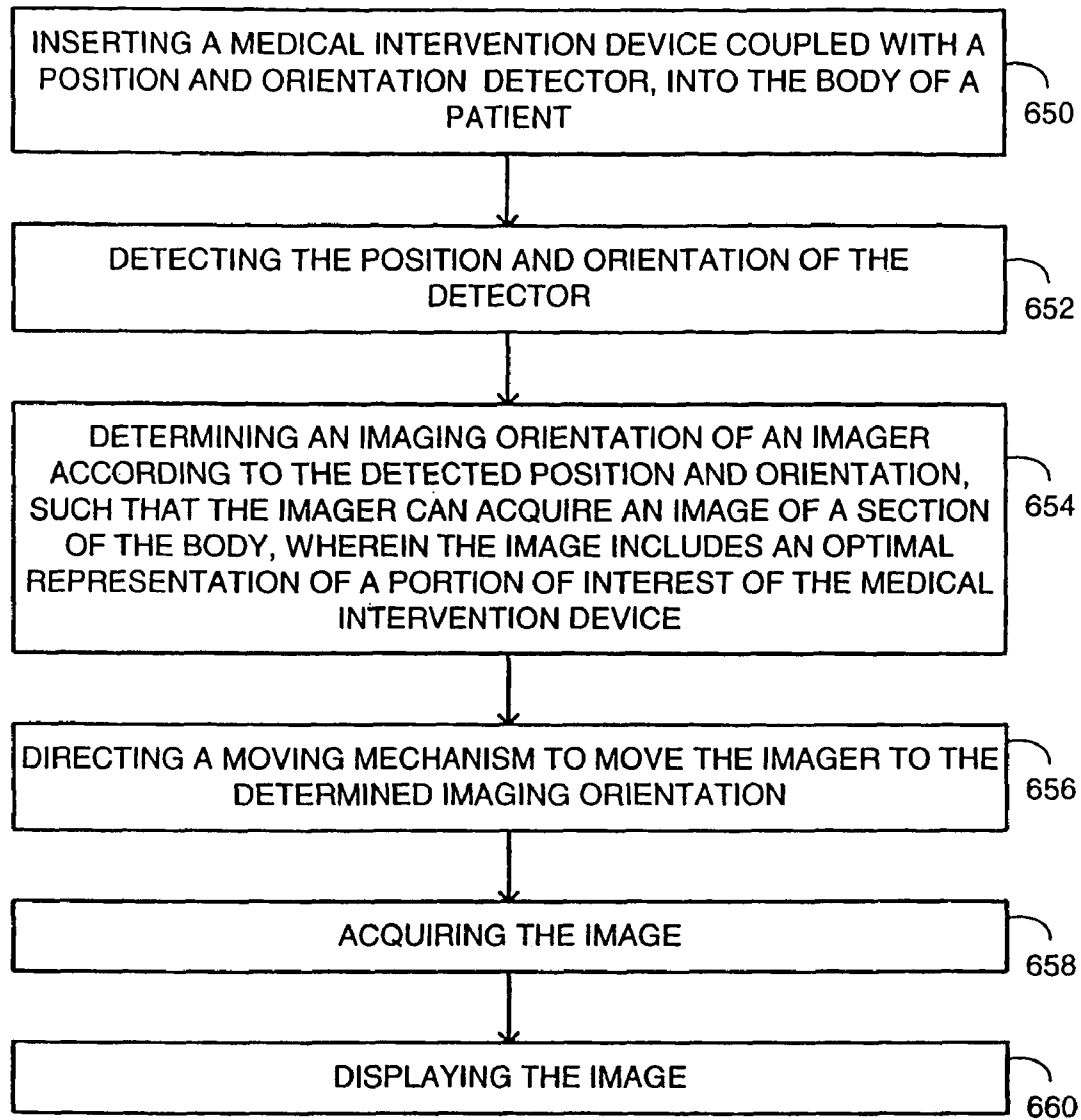 INSERTING A MEDICAL INTERVENTION DEVICE COUPLED WITH A
POSITION AND ORIENTATION DETECTOR, INTO THE BODY OF A
PATIENT
650
DETECTING THE POSITION AND ORIENTATION OF THE
DETECTOR
652
DETERMINING AN IMAGING ORIENTATION OF AN IMAGER
ACCORDING TO THE DETECTED POSITION AND ORIENTATION,
SUCH THAT THE IMAGER CAN ACQUIRE AN IMAGE OF A SECTION
OF THE BODY, WHEREIN THE IMAGE INCLUDES AN OPTIMAL
REPRESENTATION OF A PORTION OF INTEREST OF THE MEDICAL
INTERVENTION DEVICE
654
DIRECTING A MOVING MECHANISM TO MOVE THE IMAGER TO THE
DETERMINED IMAGING ORIENTATION
656
ACQUIRING THE IMAGE
658
DISPLAYING THE IMAGE
660